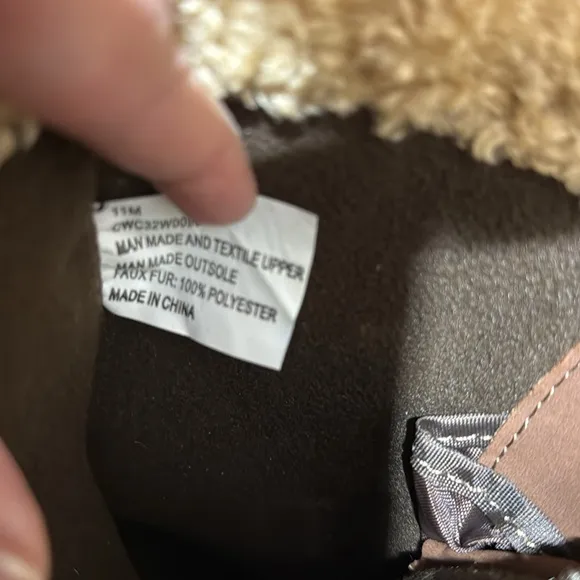 11M
MAN MADE AND TEXTILE UPPER
MAN MADE OUTSOLE
FAUX FUR: 100% POLYESTER
MADE IN CHINA